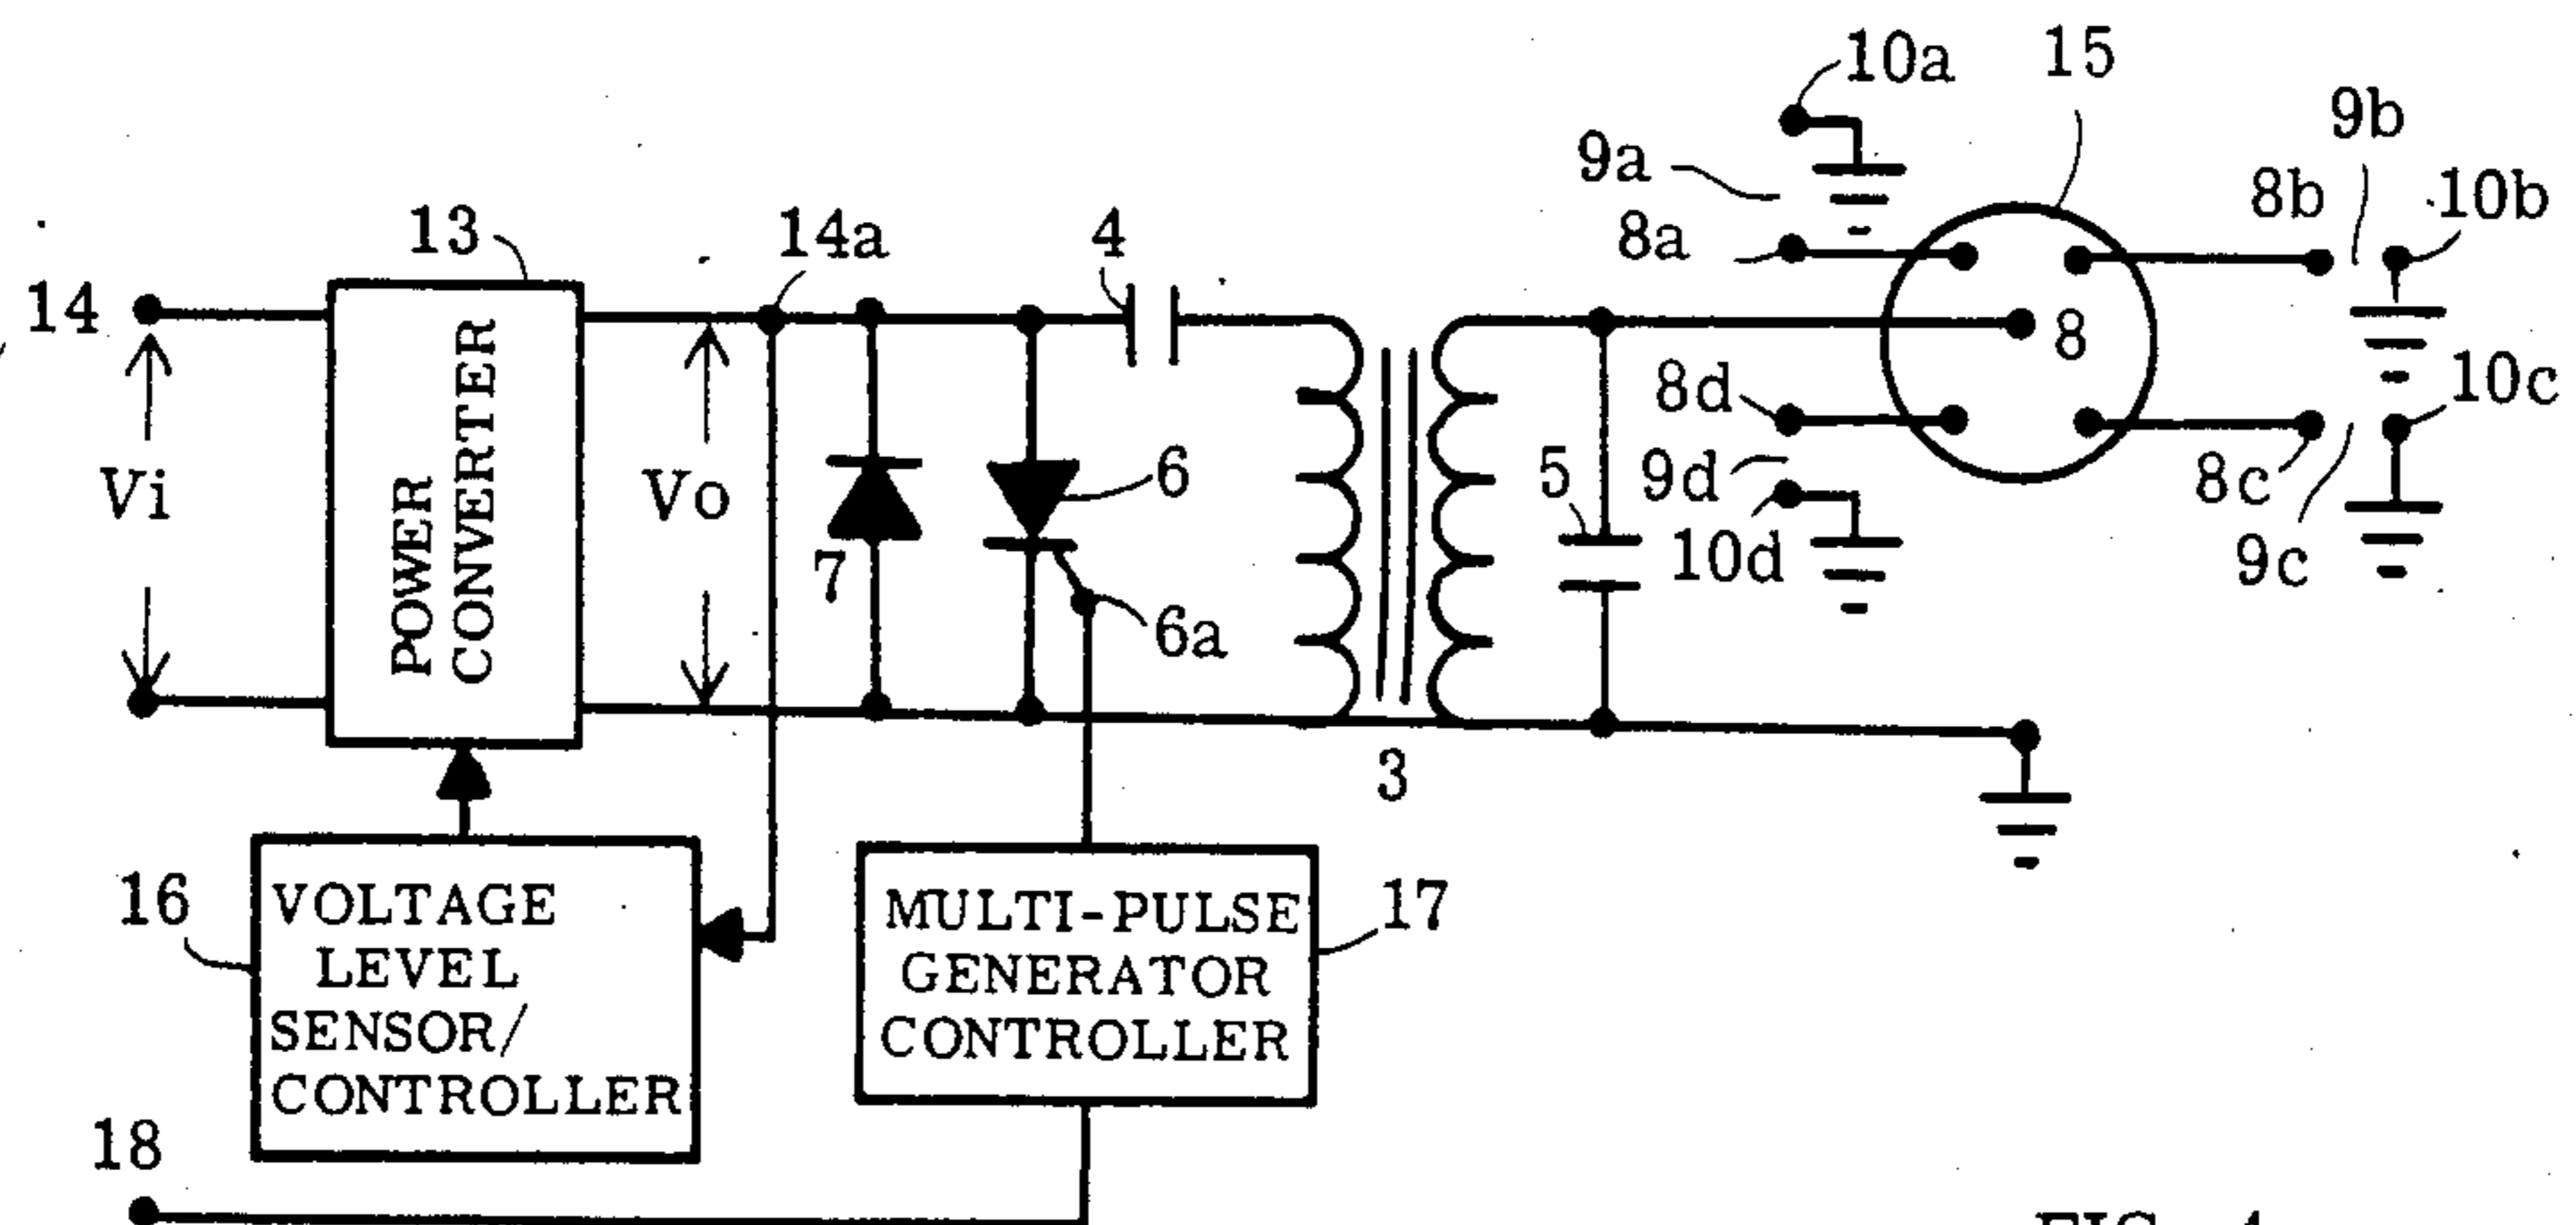 10a
15
9a
9b
8a
8b
10b
13
14a
4
14
8
10c
8d
Vi
POWER
CONVERTER
Vo
6
5
9d
8c
7
10d
9c
6a
3
16
VOLTAGE
LEVEL
SENSOR/
CONTROLLER
MULTI-PULSE
GENERATOR
CONTROLLER
17
18